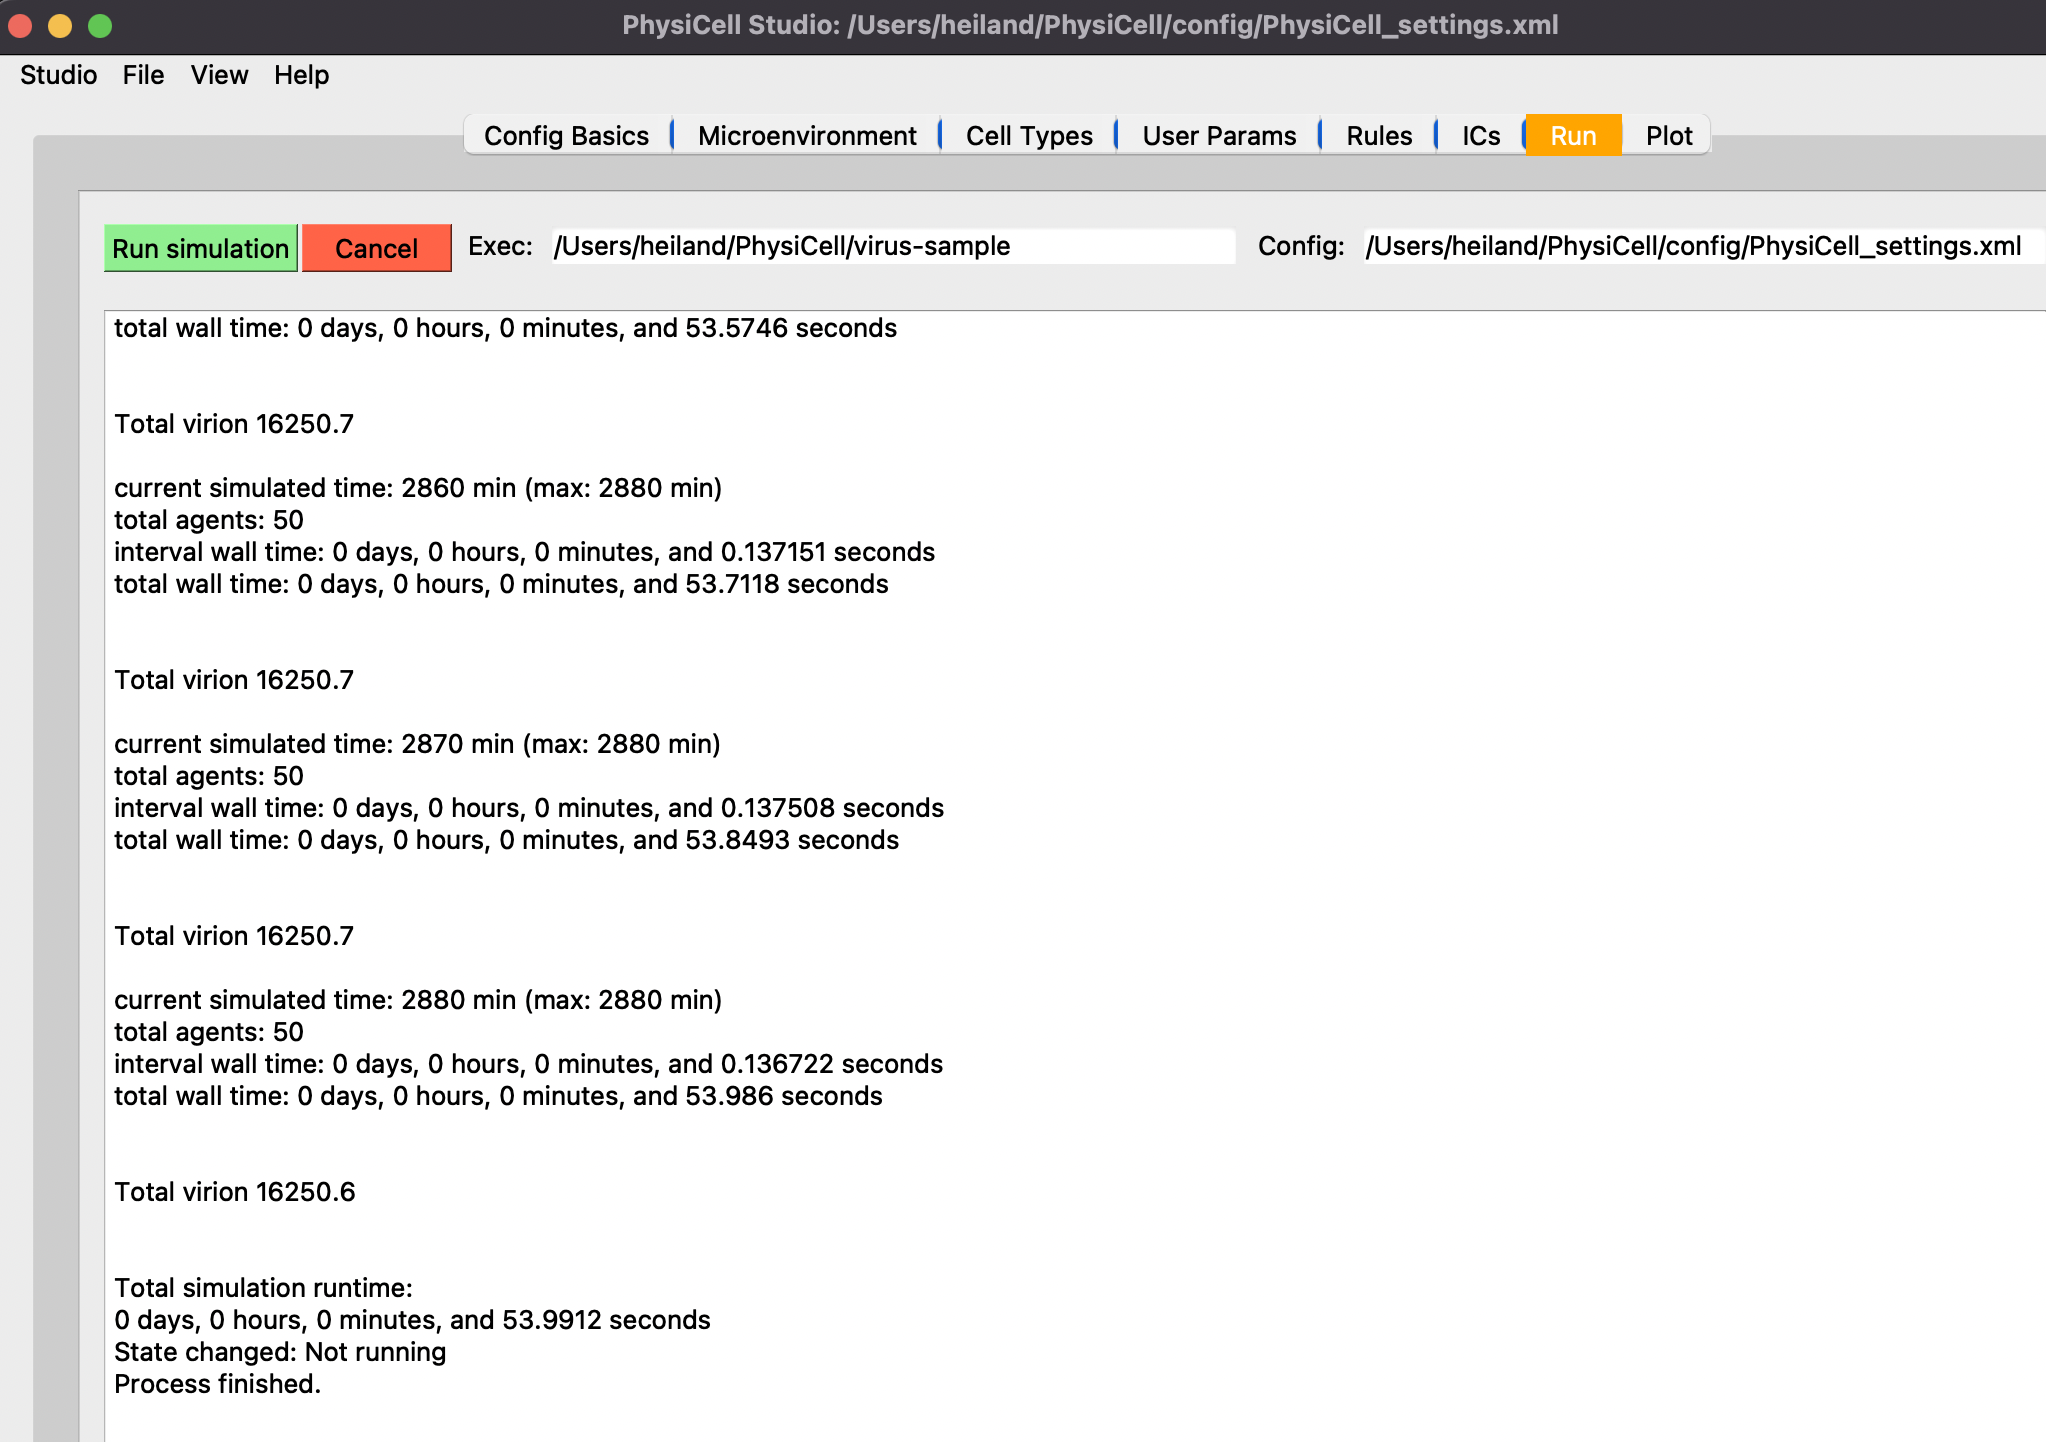 PhysiCell Studio: /Users/heiland/PhysiCell/config/PhysiCell_settings.xml
Studio File View Help
Config Basics Microenvironment Cell Types User Params Rules ICs Run Plot
Run simulation Cancel Exec: /Users/heiland/PhysiCell/virus-sample Config: /Users/heiland/PhysiCell/config/PhysiCell_settings.xml
total wall time: 0 days, 0 hours, 0 minutes, and 53.5746 seconds
Total virion 16250.7
current simulated time: 2860 min (max: 2880 min)
total agents: 50
interval wall time: 0 days, 0 hours, 0 minutes, and 0.137151 seconds
total wall time: 0 days, 0 hours, 0 minutes, and 53.7118 seconds
Total virion 16250.7
current simulated time: 2870 min (max: 2880 min)
total agents: 50
interval wall time: 0 days, 0 hours, 0 minutes, and 0.137508 seconds
total wall time: 0 days, 0 hours, 0 minutes, and 53.8493 seconds
Total virion 16250.7
current simulated time: 2880 min (max: 2880 min)
total agents: 50
interval wall time: 0 days, 0 hours, 0 minutes, and 0.136722 seconds
total wall time: 0 days, 0 hours, 0 minutes, and 53.986 seconds
Total virion 16250.6
Total simulation runtime:
0 days, 0 hours, 0 minutes, and 53.9912 seconds
State changed: Not running
Process finished.